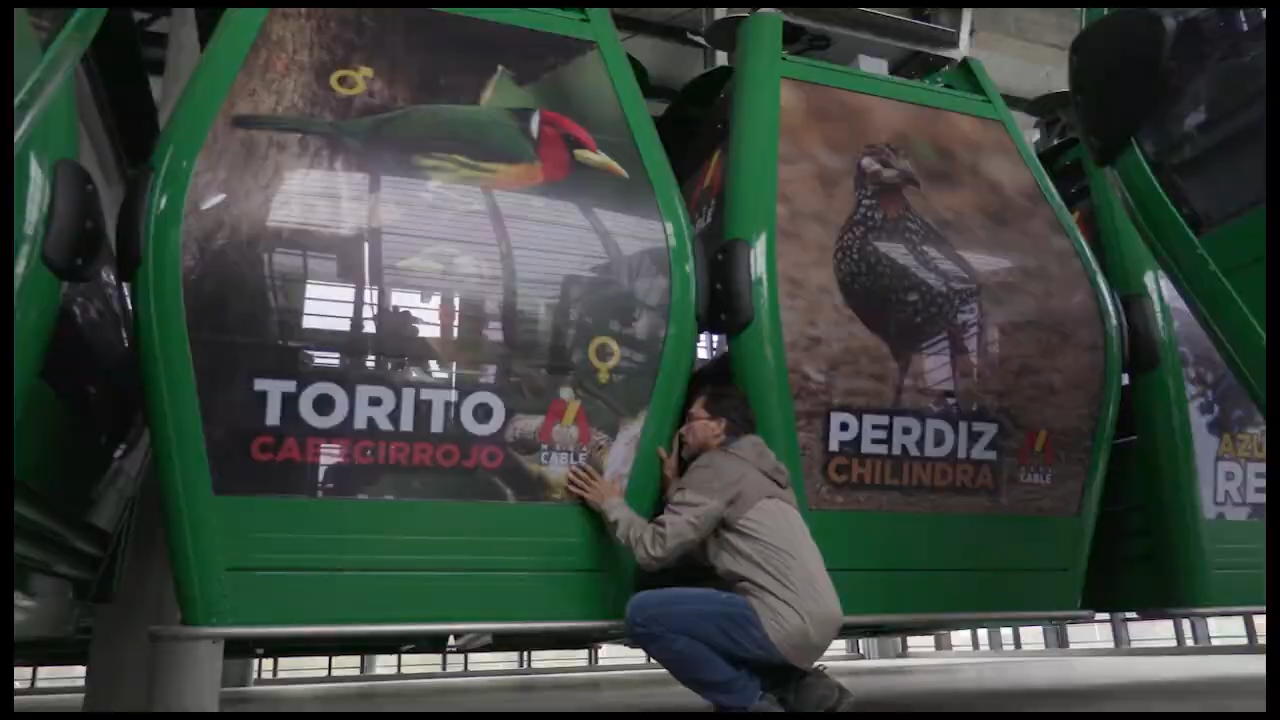 TORITO
CABECIRROJO
CABLE
PERDIZ
CHILINDRA
CABLE
AZU
RE